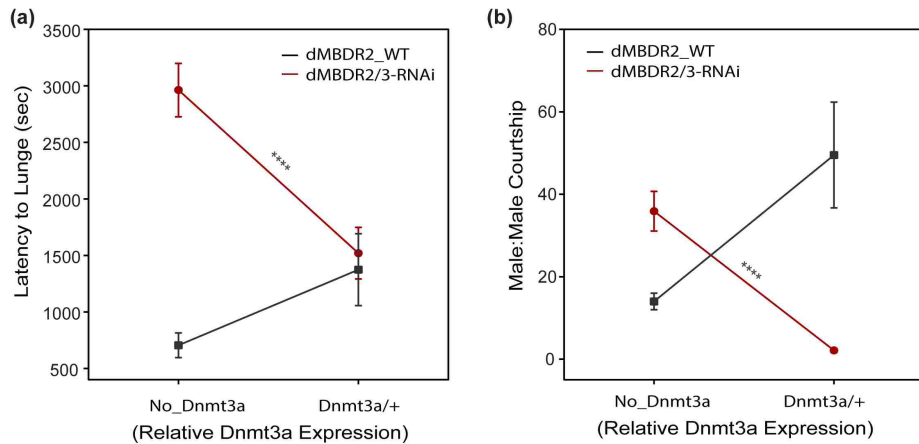 (a)
3500
3000
2500
2000
1500
1000
500
Latency to Lunge (sec)
dMBDR2_WT
dMBDR2/3-RNAi
****
No_Dnmt3a
Dnmt3a/+
(Relative Dnmt3a Expression)
(b)
80
60
40
20
0
Male:Male Courtship
dMBDR2_WT
dMBDR2/3-RNAi
****
No_Dnmt3a
Dnmt3a/+
(Relative Dnmt3a Expression)